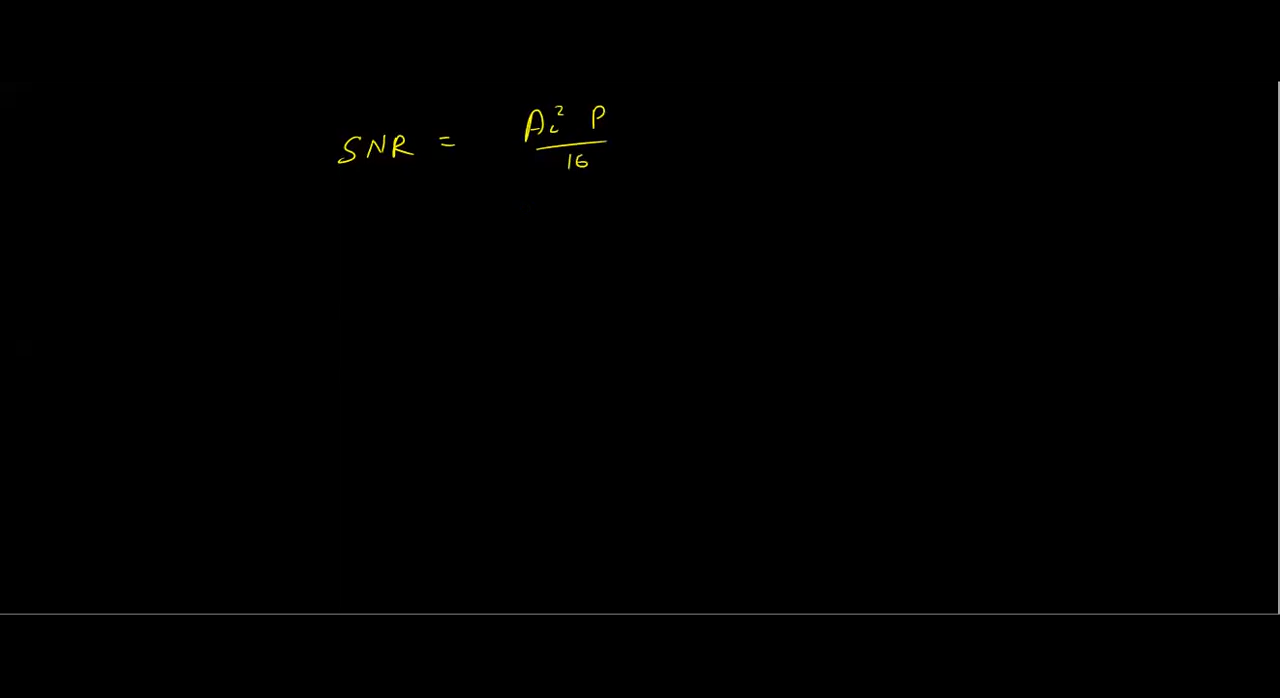 SNR = Ac² P / 16